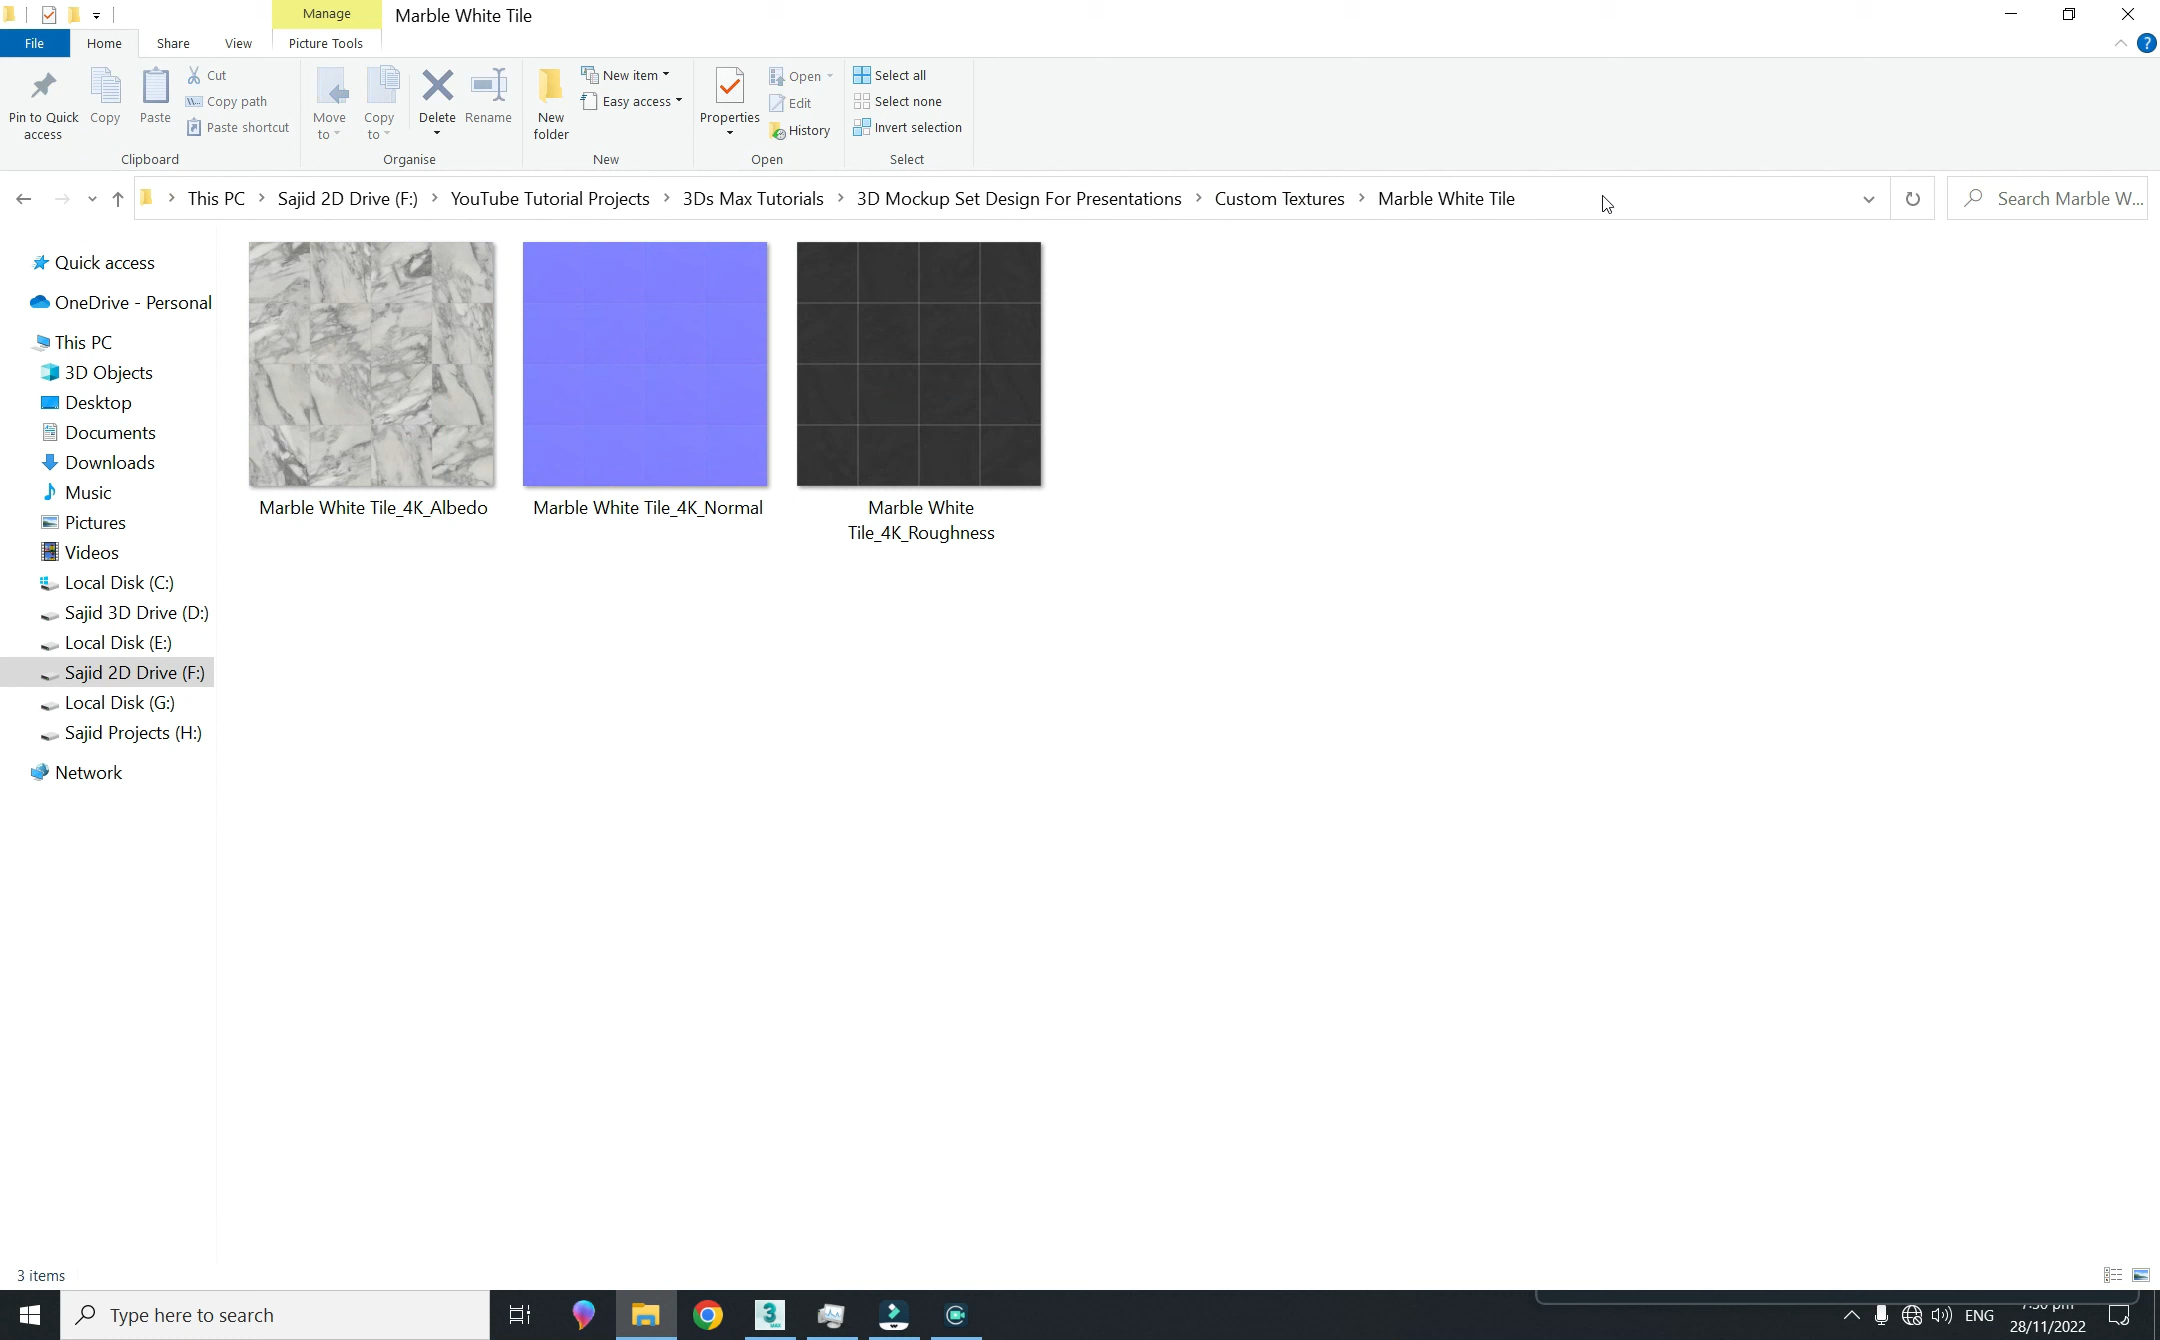 Manage
Marble White Tile
File
Home
Share
View
Picture Tools
Pin to Quick access
Copy
Paste
Cut
Copy path
Paste shortcut
Clipboard
Move to
Copy to
Delete
Rename
Organise
New folder
New item
Easy access
New
Properties
Open
Edit
History
Open
Select all
Select none
Invert selection
Select
This PC > Sajid 2D Drive (F:) > YouTube Tutorial Projects > 3Ds Max Tutorials > 3D Mockup Set Design For Presentations > Custom Textures > Marble White Tile
Search Marble W...
Quick access
OneDrive - Personal
This PC
3D Objects
Desktop
Documents
Downloads
Music
Pictures
Videos
Local Disk (C:)
Sajid 3D Drive (D:)
Local Disk (E:)
Sajid 2D Drive (F:)
Local Disk (G:)
Sajid Projects (H:)
Network
Marble White Tile_4K_Albedo
Marble White Tile_4K_Normal
Marble White
Tile_4K_Roughness
3 items
Type here to search
3
MAX
ENG
28/11/2022